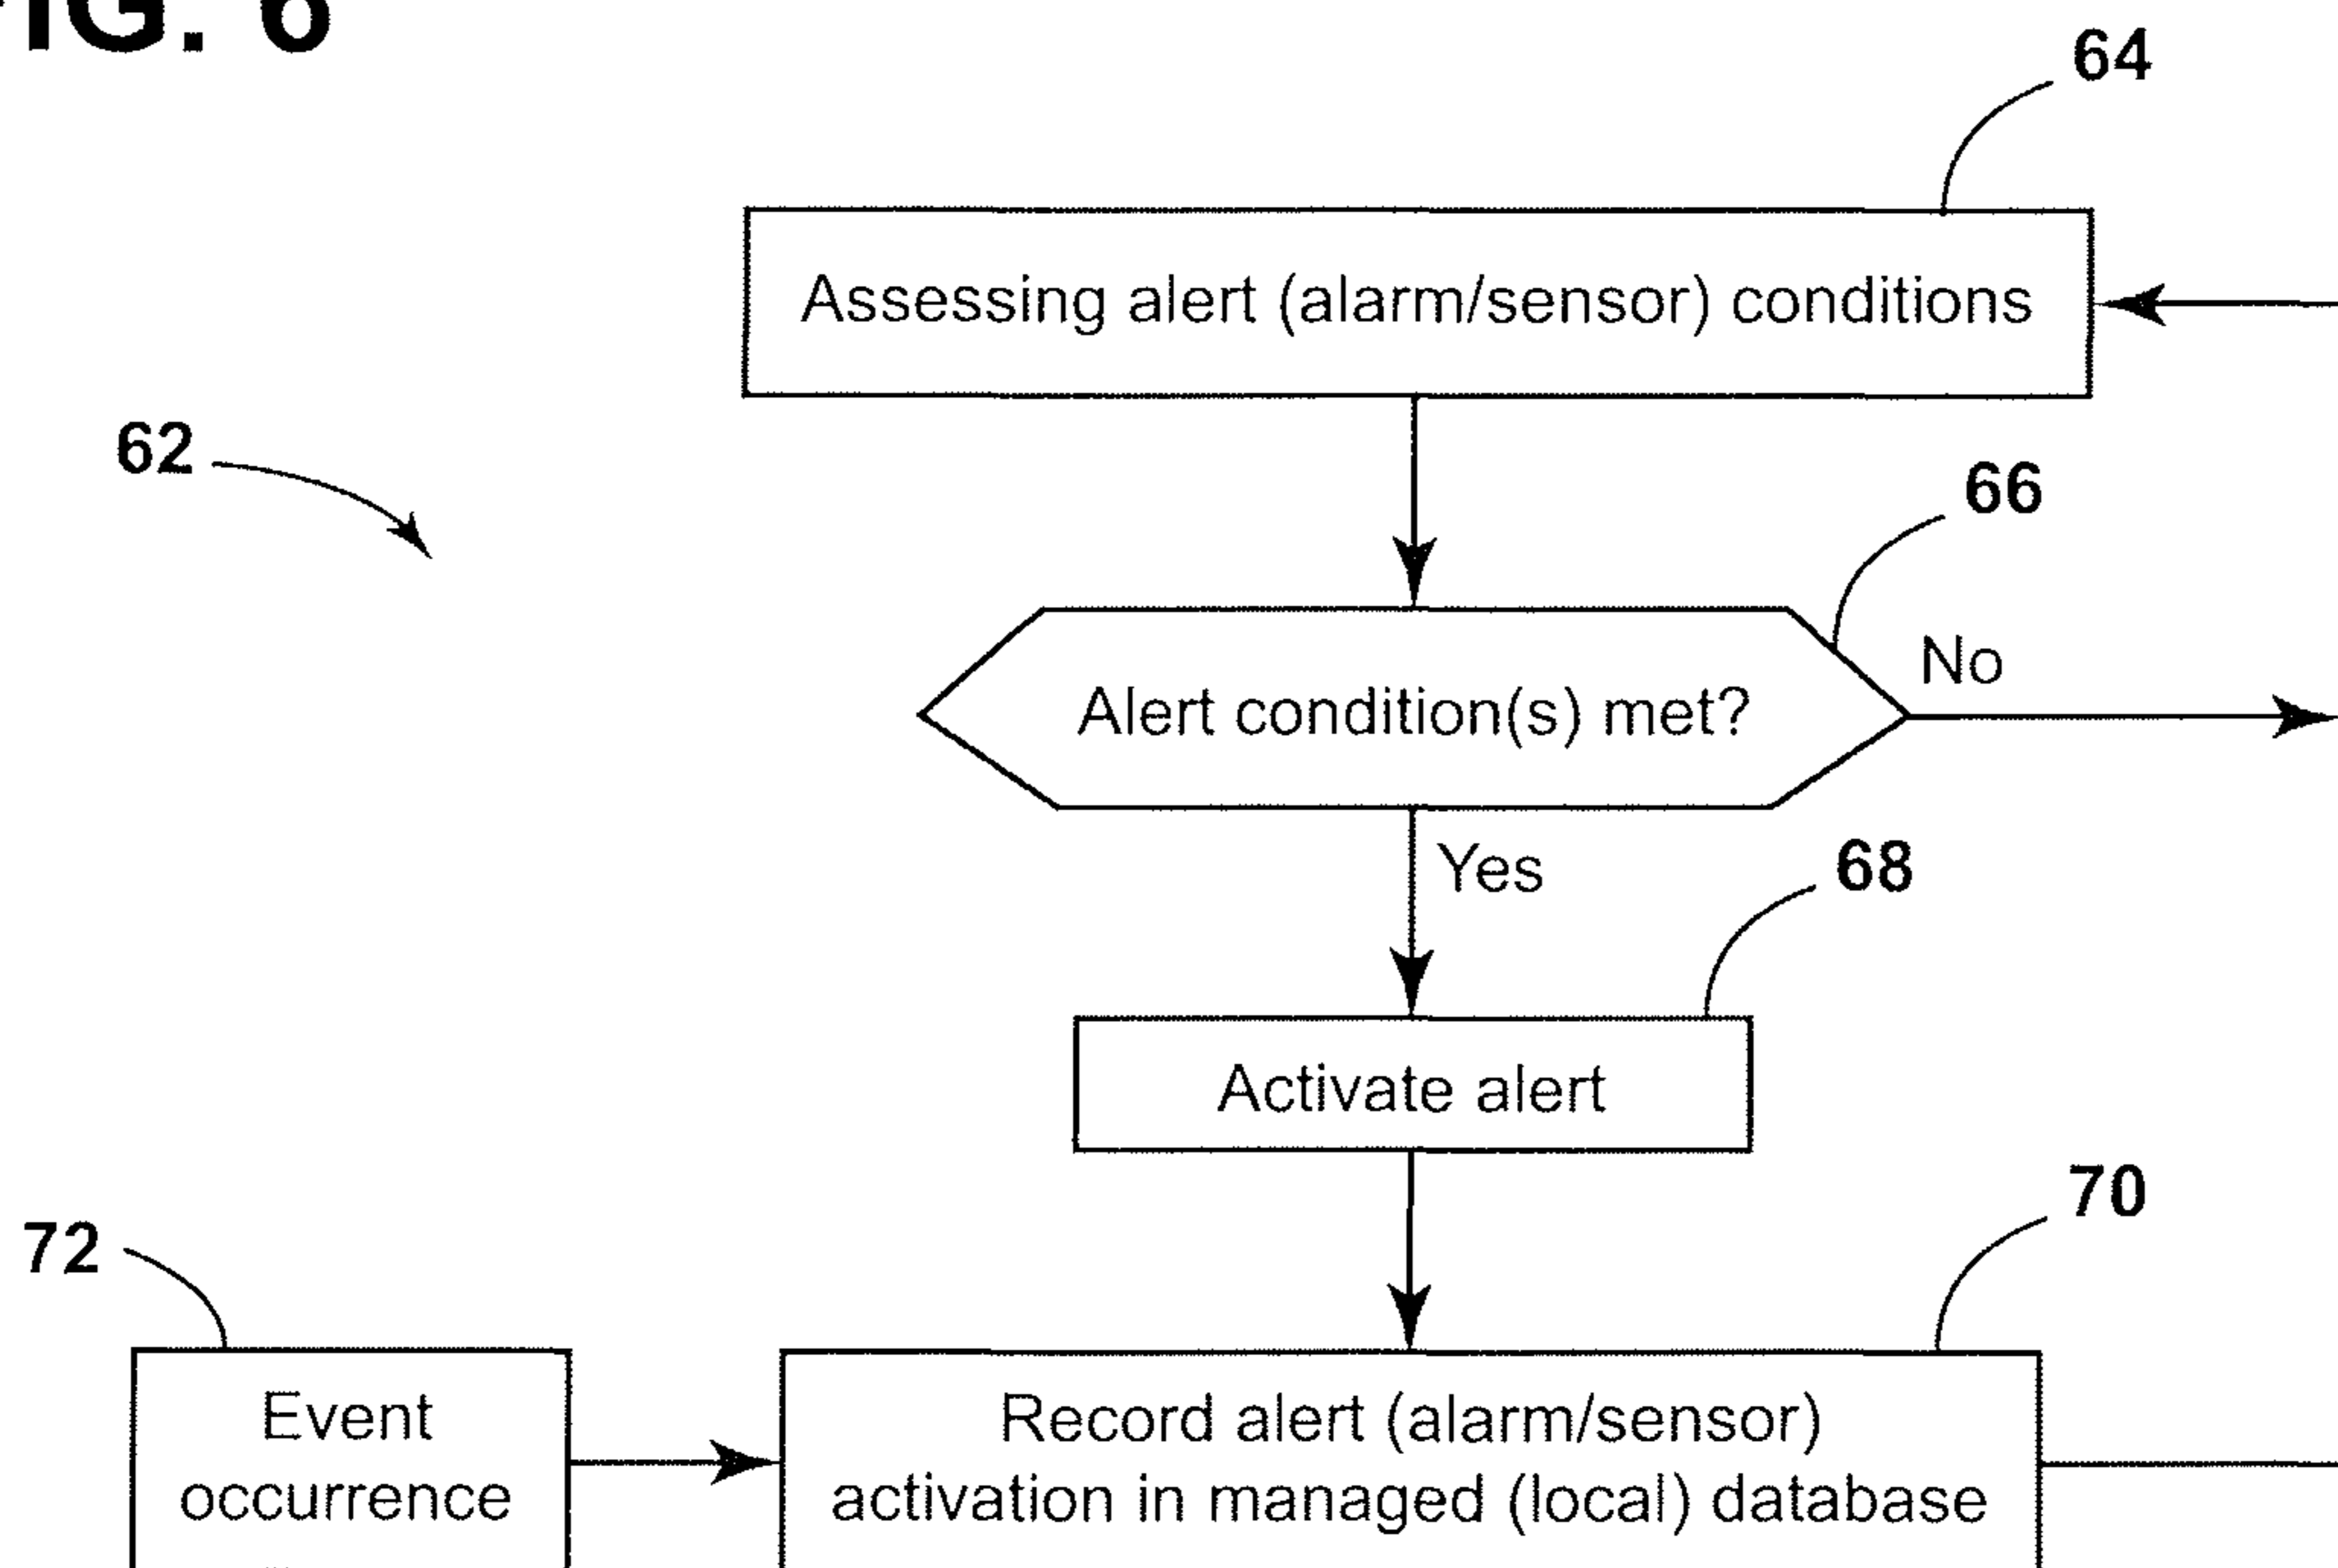 FIG. 6
64
Assessing alert (alarm/sensor) conditions
62
66
No
Alert condition(s) met?
Yes
68
Activate alert
70
72
Event
occurrence
Record alert (alarm/sensor)
activation in managed (local) database